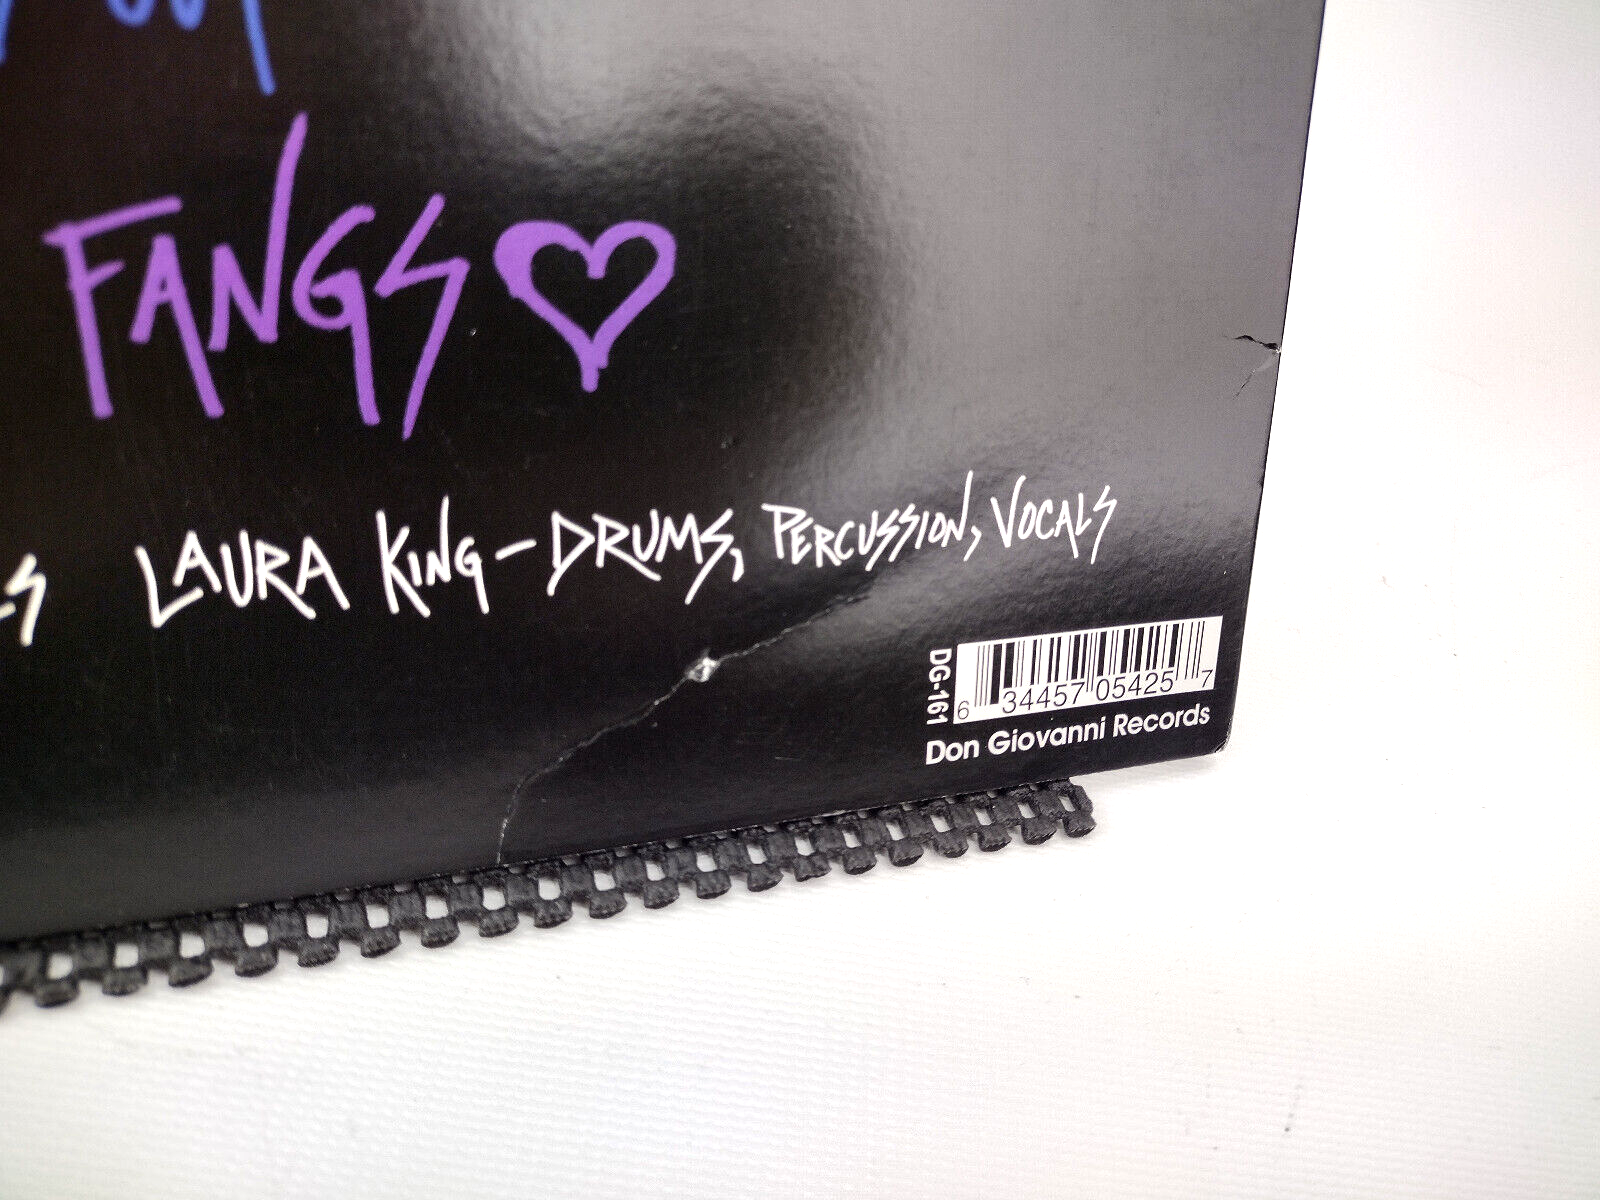 FANGS
LAURA KING – DRUMS, PERCUSSION, VOCALS
DG-161
6 34457 05425 7
Don Giovanni Records